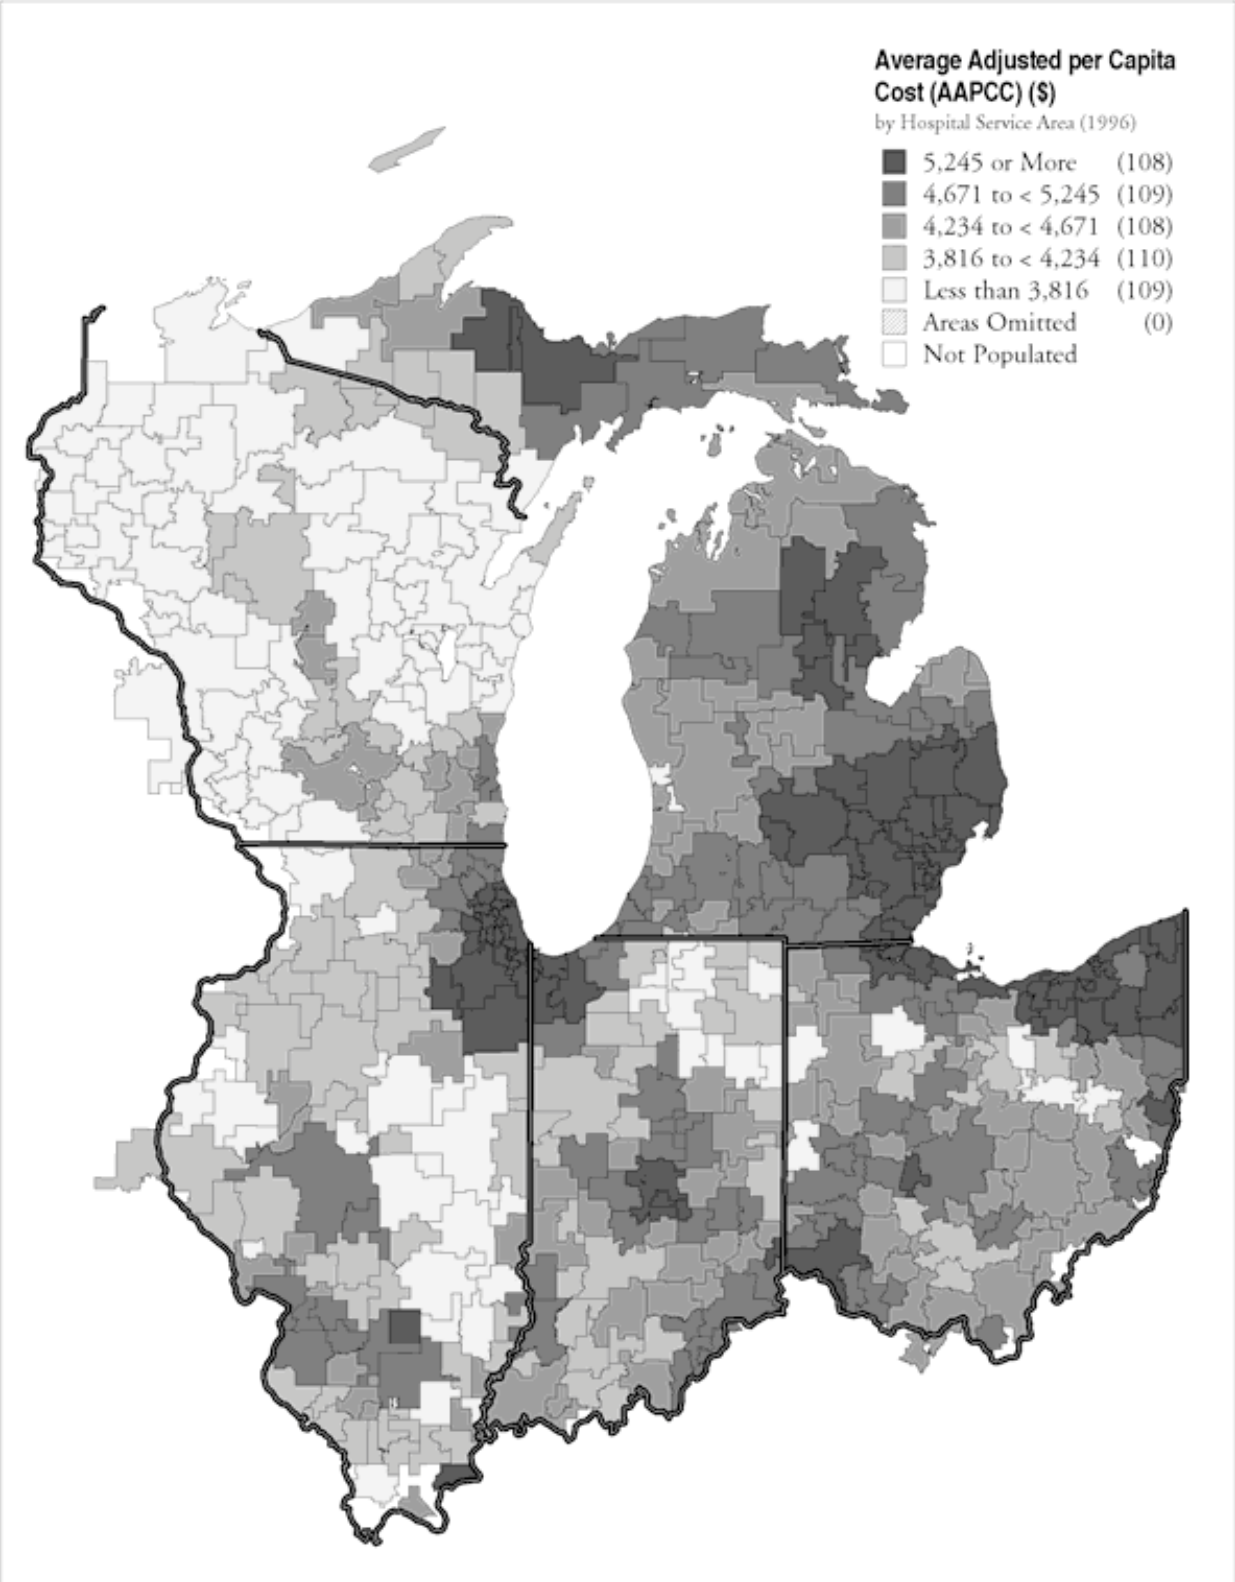 Average Adjusted per Capita
Cost (AAPCC) ($)
by Hospital Service Area (1996)
5,245 or More (108)
4,671 to < 5,245 (109)
4,234 to < 4,671 (108)
3,816 to < 4,234 (110)
Less than 3,816 (109)
Areas Omitted (0)
Not Populated